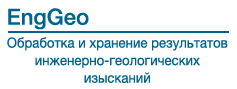 EngGeo
Обработка и хранение результатов
инженерно-геологических
изысканий